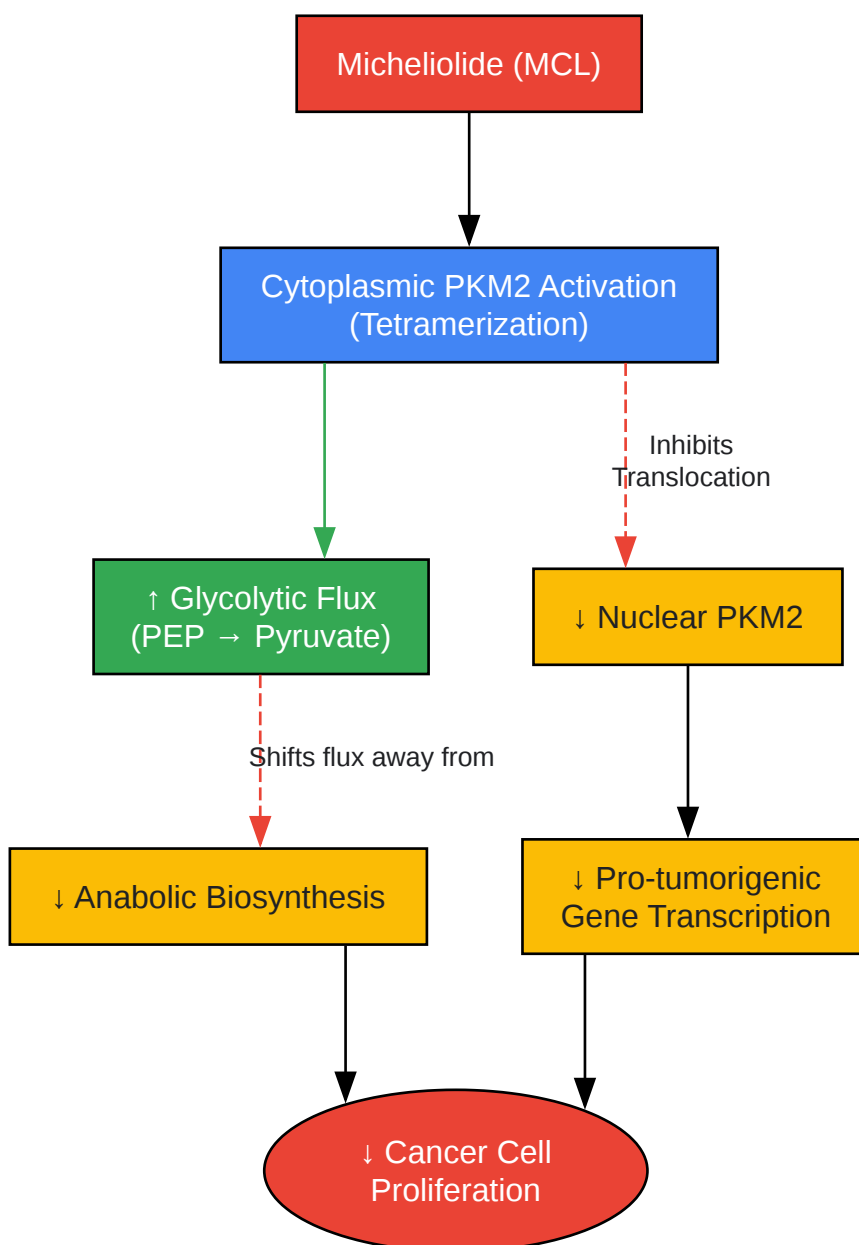 Micheliolide (MCL)
Cytoplasmic PKM2 Activation
(Tetramerization)
Inhibits
Translocation
↑ Glycolytic Flux
(PEP → Pyruvate)
↓ Nuclear PKM2
Shifts flux away from
↓ Anabolic Biosynthesis
↓ Pro-tumorigenic
Gene Transcription
↓ Cancer Cell
Proliferation